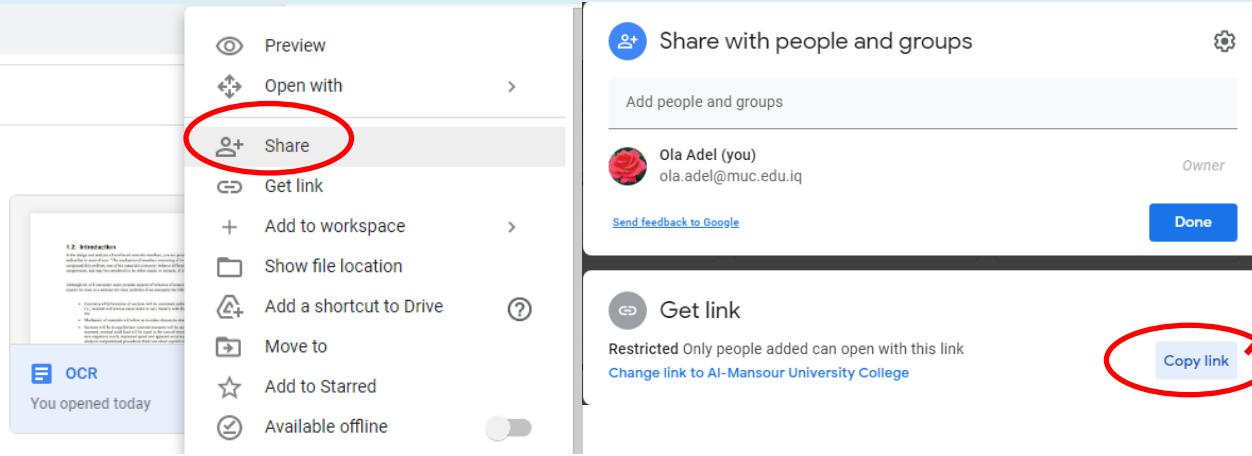 Preview
Open with
Share
Get link
Add to workspace
Show file location
Add a shortcut to Drive
Move to
Add to Starred
Available offline
1.2. Introduction
OCR
You opened today
Share with people and groups
Add people and groups
Ola Adel (you)
ola.adel@muc.edu.iq
Owner
Send feedback to Google
Done
Get link
Restricted Only people added can open with this link
Change link to Al-Mansour University College
Copy link